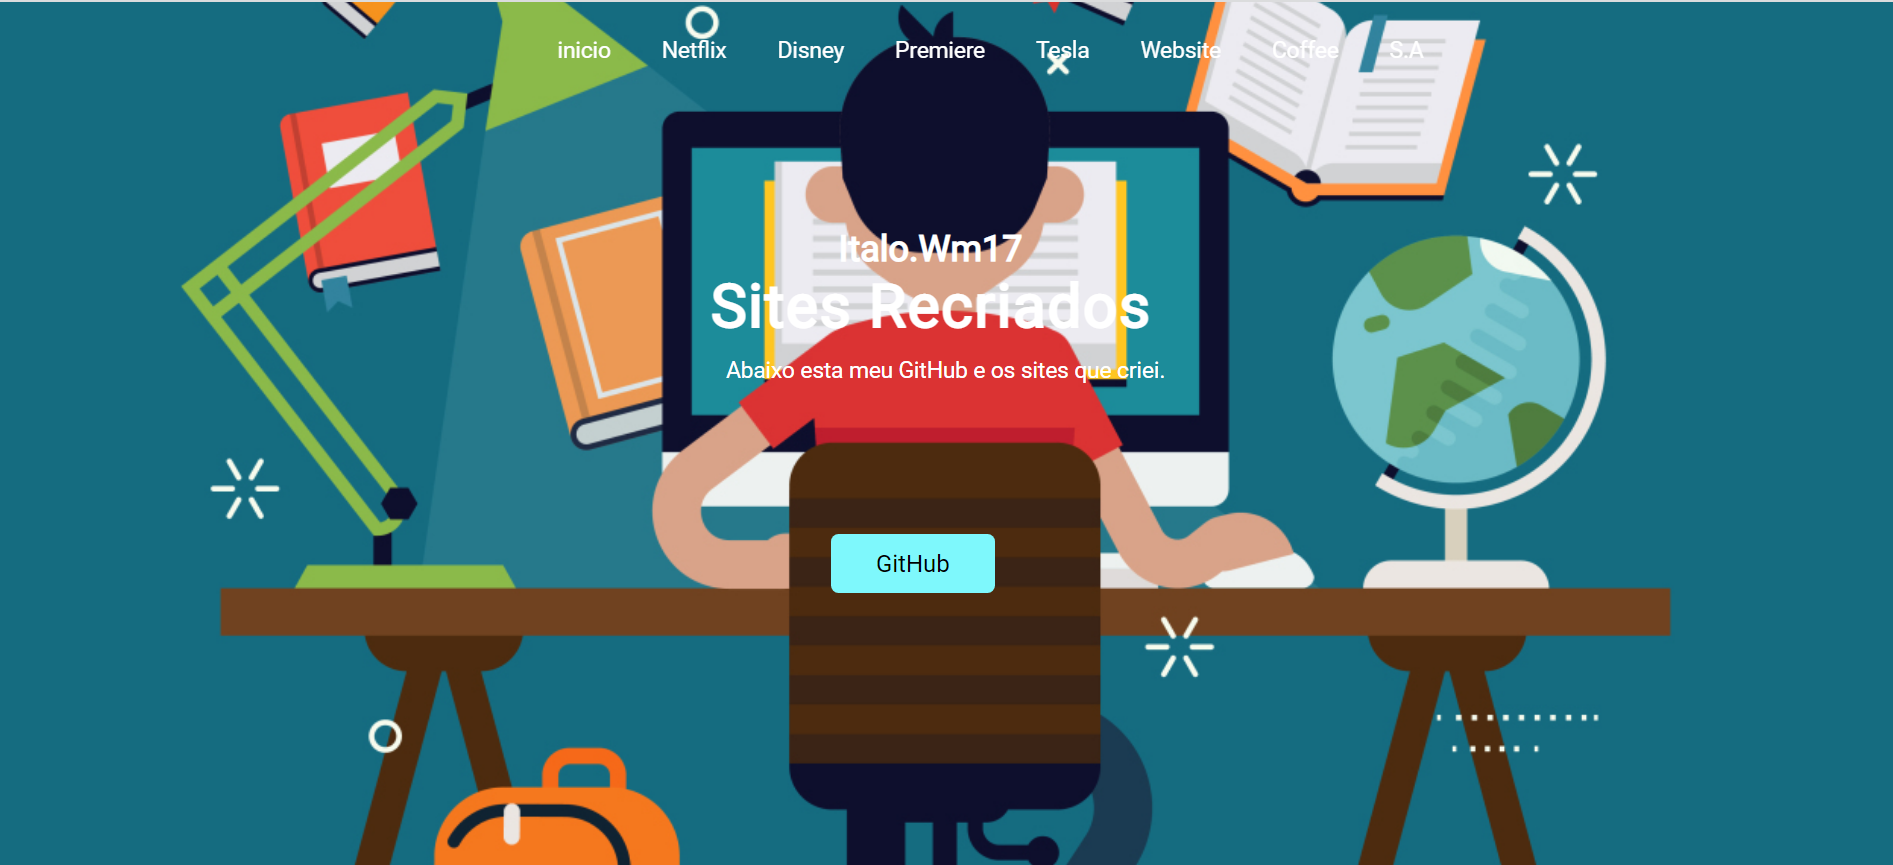 inicio Netflix Disney Premiere Tesla Website Coffee S.A
Italo.Wm17
Sites Recriados
Abaixo esta meu GitHub e os sites que criei.
GitHub